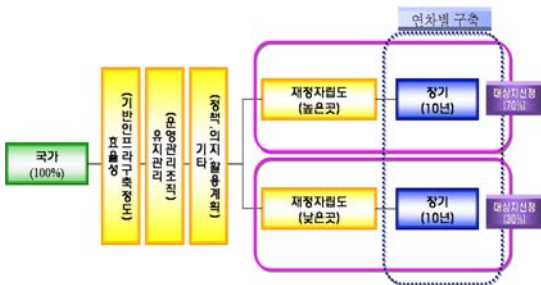 연차별 구축
국가
(100%)
효율성
(기반인프라구축정도)
유지관리
(운영관리조직)
기타
(정책·의지·활용계획)
재정자립도
(높은곳)
장기
(10년)
대상지선정
(70%)
재정자립도
(낮은곳)
장기
(10년)
대상지선정
(30%)